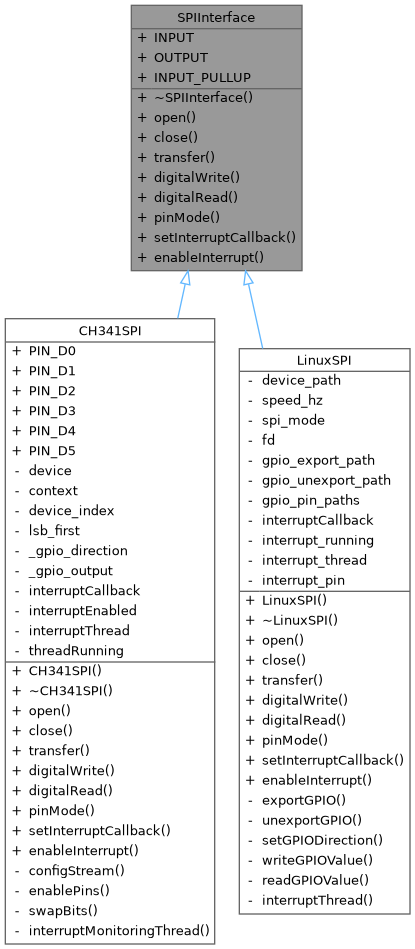 SPIInterface
+ INPUT
+ OUTPUT
+ INPUT_PULLUP
+ ~SPIInterface()
+ open()
+ close()
+ transfer()
+ digitalWrite()
+ digitalRead()
+ pinMode()
+ setInterruptCallback()
+ enableInterrupt()
CH341SPI
+ PIN_D0
+ PIN_D1
+ PIN_D2
+ PIN_D3
+ PIN_D4
+ PIN_D5
- device
- context
- device_index
- lsb_first
- _gpio_direction
- _gpio_output
- interruptCallback
- interruptEnabled
- interruptThread
- threadRunning
+ CH341SPI()
+ ~CH341SPI()
+ open()
+ close()
+ transfer()
+ digitalWrite()
+ digitalRead()
+ pinMode()
+ setInterruptCallback()
+ enableInterrupt()
- configStream()
- enablePins()
- swapBits()
- interruptMonitoringThread()
LinuxSPI
- device_path
- speed_hz
- spi_mode
- fd
- gpio_export_path
- gpio_unexport_path
- gpio_pin_paths
- interruptCallback
- interrupt_running
- interrupt_thread
- interrupt_pin
+ LinuxSPI()
+ ~LinuxSPI()
+ open()
+ close()
+ transfer()
+ digitalWrite()
+ digitalRead()
+ pinMode()
+ setInterruptCallback()
+ enableInterrupt()
- exportGPIO()
- unexportGPIO()
- setGPIODirection()
- writeGPIOValue()
- readGPIOValue()
- interruptThread()